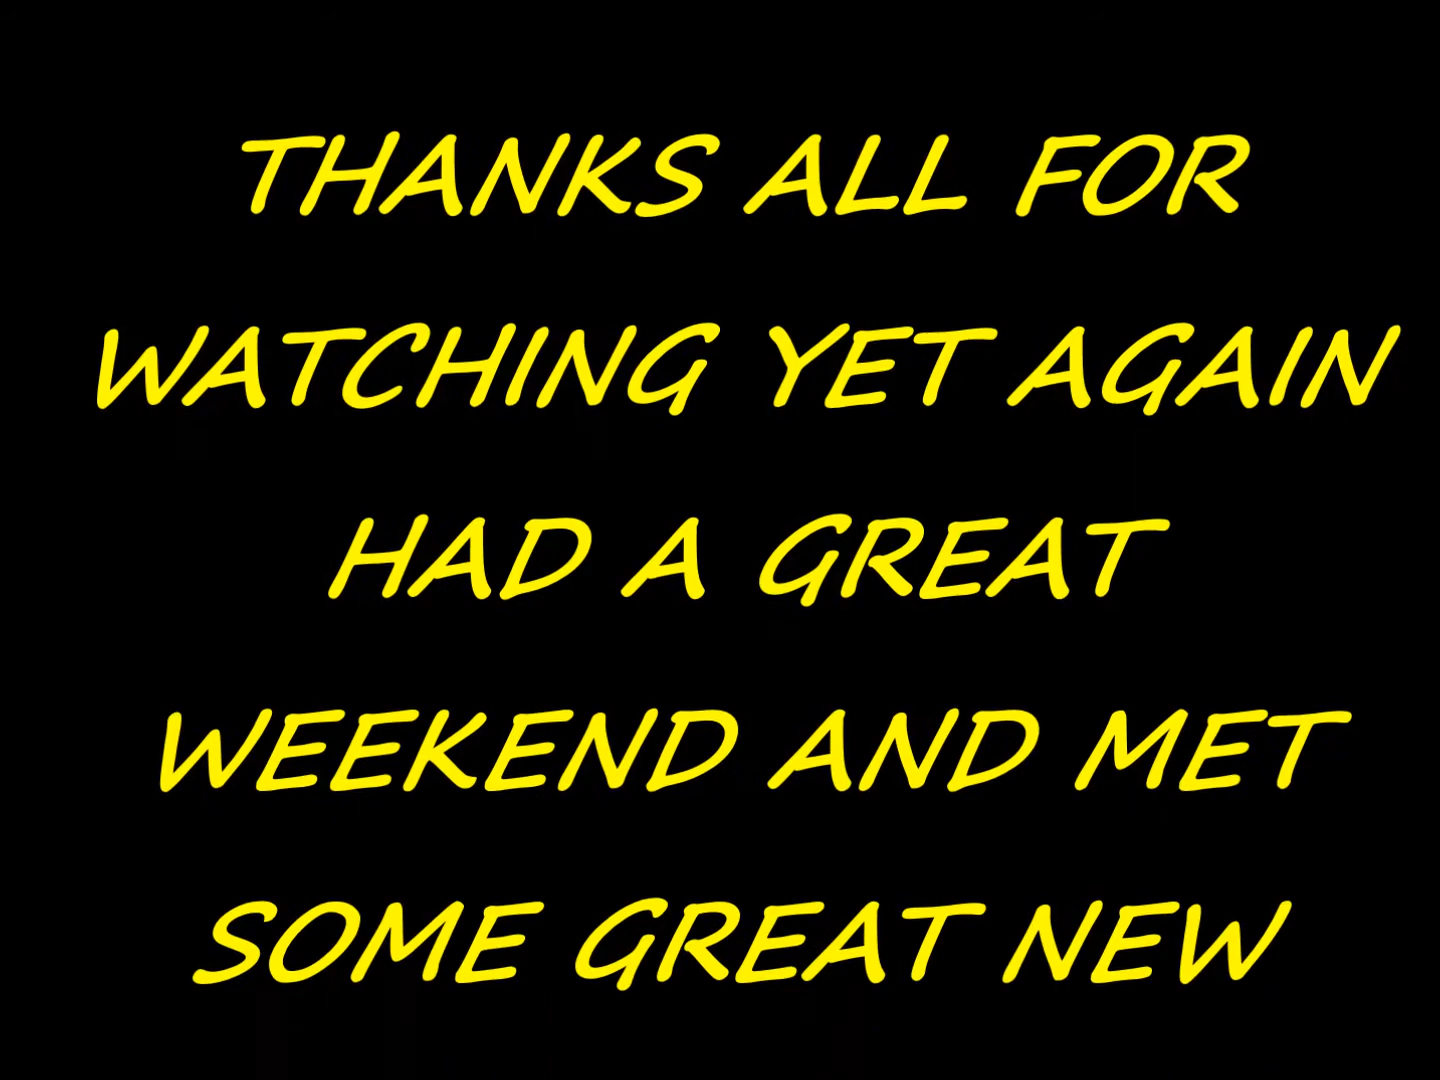 THANKS ALL FOR
WATCHING YET AGAIN
HAD A GREAT
WEEKEND AND MET
SOME GREAT NEW